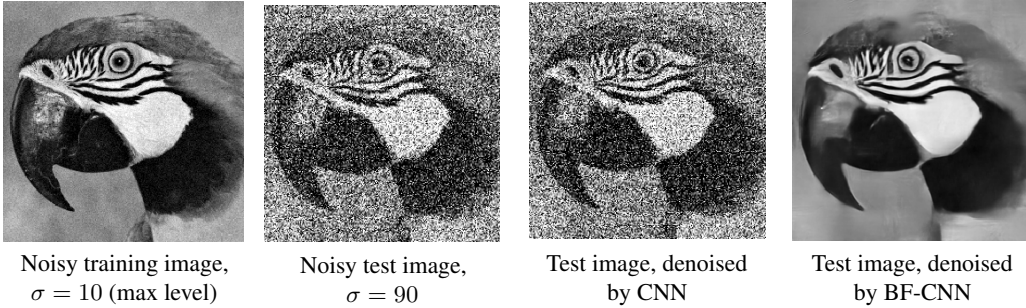 Noisy training image,
σ = 10 (max level)
Noisy test image,
σ = 90
Test image, denoised
by CNN
Test image, denoised
by BF-CNN